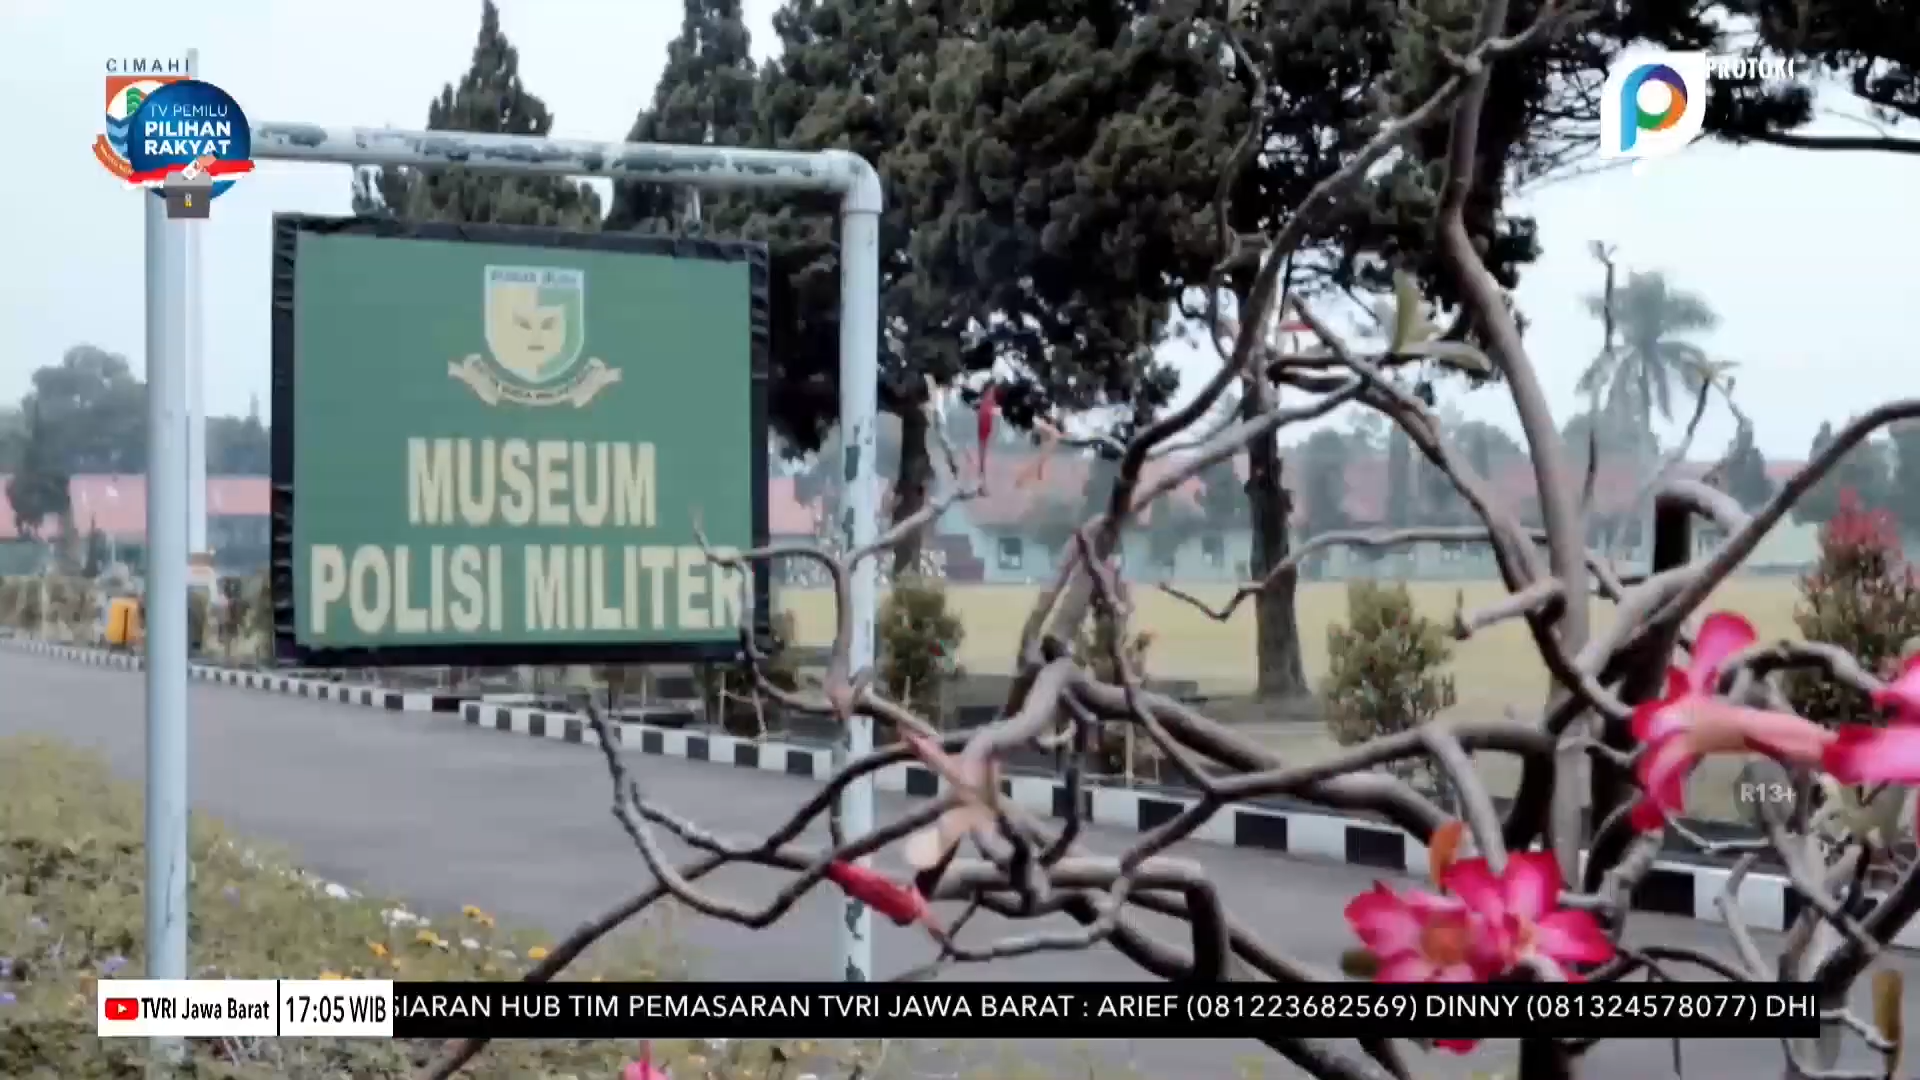 CIMAHI
TV PEMILU
PILIHAN
RAKYAT
PROTOK
MUSEUM
POLISI MILITER
R13+
TVRI Jawa Barat
17:05 WIB
SIARAN HUB TIM PEMASARAN TVRI JAWA BARAT : ARIEF (081223682569) DINNY (081324578077) DHI